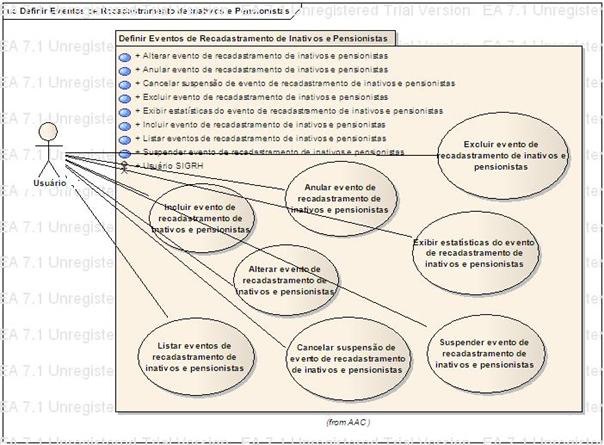 uc Definir Eventos de Recadastramento de Inativos e Pensionistas
EA 7.1 Unregistered Trial Version EA 7.1
Definir Eventos de Recadastramento de Inativos e Pensionistas
+ Alterar evento de recadastramento de inativos e pensionistas
+ Anular evento de recadastramento de inativos e pensionistas
+ Cancelar suspensão de evento de recadastramento de inativos e pensionistas
+ Excluir evento de recadastramento de inativos e pensionistas
+ Exibir estatísticas do evento de recadastramento de inativos e pensionistas
+ Incluir evento de recadastramento de inativos e pensionistas
+ Listar eventos de recadastramento de inativos e pensionistas
+ Suspender evento de recadastramento de inativos e pensionistas
+ Usuário SIGRH
Usuário
Excluir evento de
recadastramento de inativos e
pensionistas
Anular evento de
recadastramento de
inativos e pensionistas
Incluir evento de
recadastramento de
inativos e pensionistas
Exibir estatísticas do evento
de recadastramento de
inativos e pensionistas
Alterar evento de
recadastramento de
inativos e pensionistas
Listar eventos de
recadastramento de
inativos e pensionistas
Cancelar suspensão de
evento de recadastramento
de inativos e pensionistas
Suspender evento de
recadastramento de
inativos e pensionistas
(from AAC)